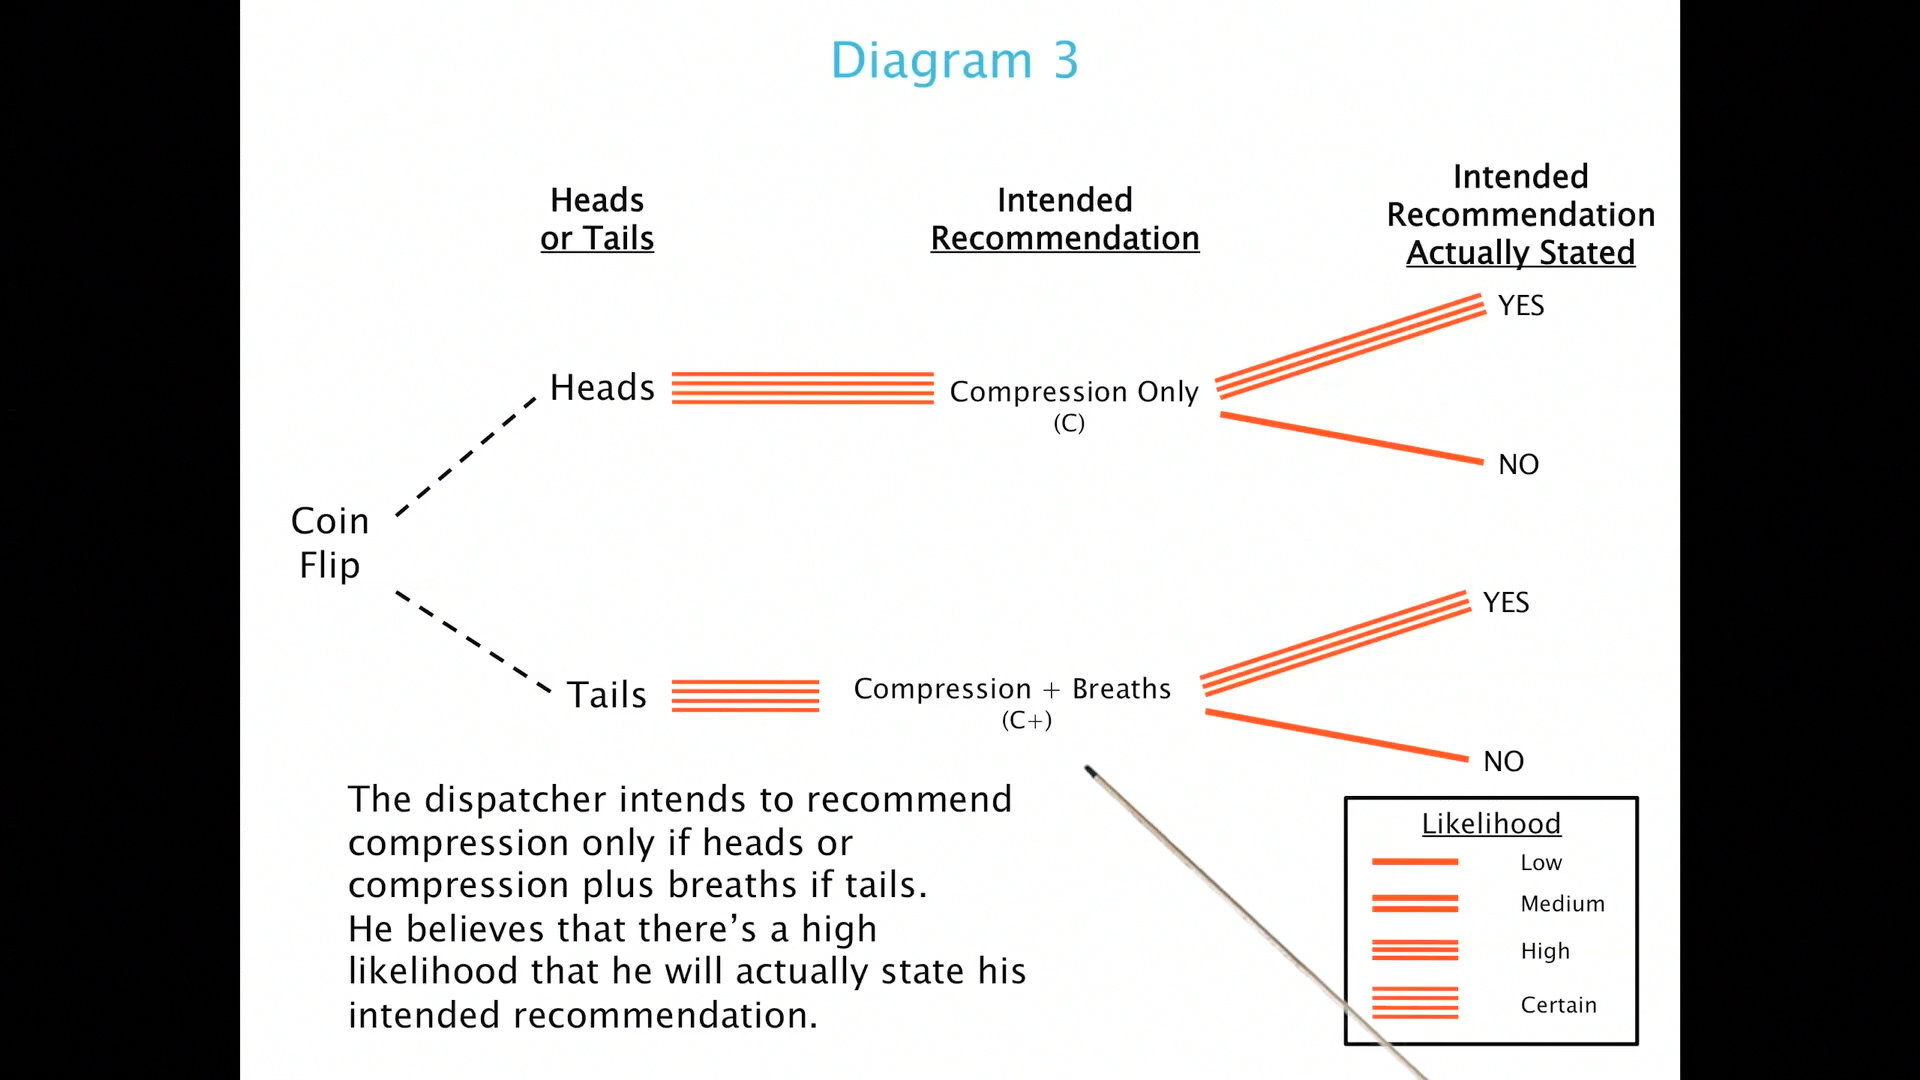 Diagram 3
Heads
or Tails
Intended
Recommendation
Intended
Recommendation
Actually Stated
YES
Heads
Compression Only
(C)
NO
Coin
Flip
YES
Tails
Compression + Breaths
(C+)
NO
The dispatcher intends to recommend
compression only if heads or
compression plus breaths if tails.
He believes that there’s a high
likelihood that he will actually state his
intended recommendation.
Likelihood
Low
Medium
High
Certain